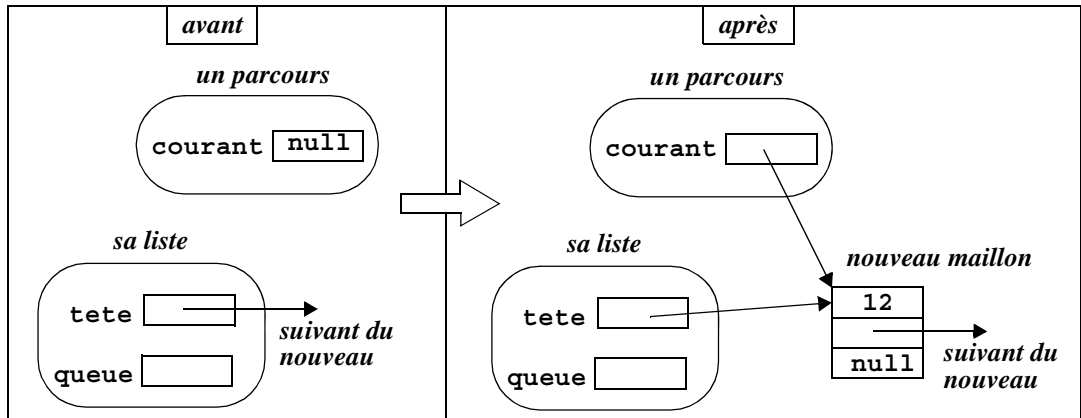 avant
un parcours
courant null
sa liste
tete
suivant du
nouveau
queue
après
un parcours
courant
sa liste
nouveau maillon
tete
12
suivant du
nouveau
queue
null